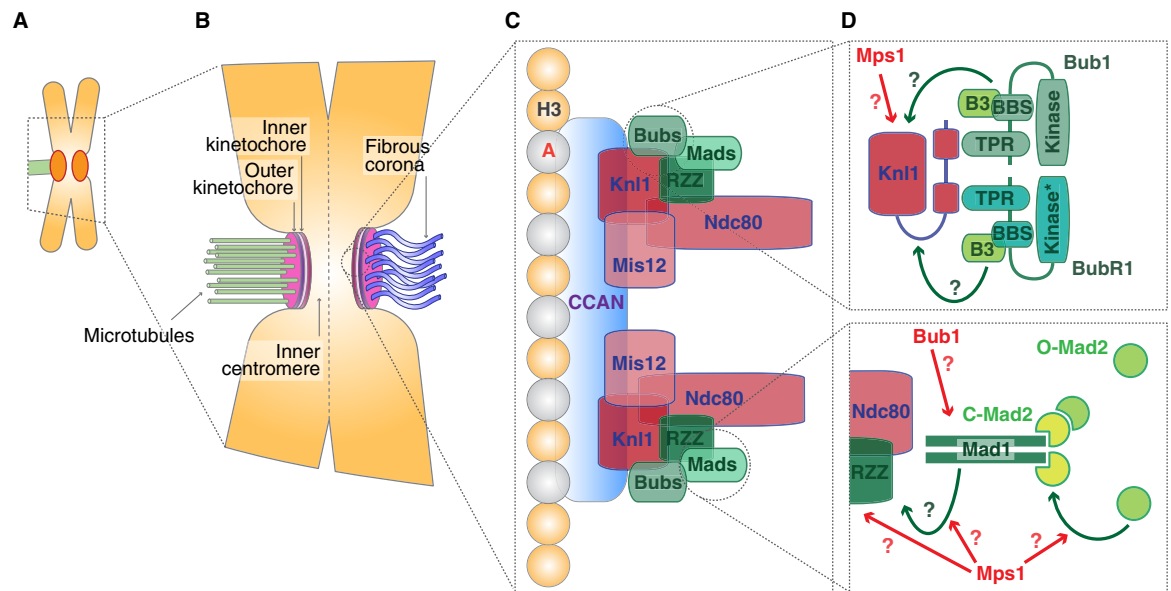 A
B
C
D
Inner
kinetochore
Outer
kinetochore
Fibrous
corona
Microtubules
Inner
centromere
H3
A
Bubs
Mads
Knl1
RZZ
Ndc80
Mis12
CCAN
Mis12
Ndc80
Knl1
RZZ
Mads
Bubs
Mps1
?
?
Bub1
B3
BBS
Kinase
TPR
Knl1
TPR
Kinase*
BBS
B3
BubR1
?
Bub1
?
O-Mad2
C-Mad2
Ndc80
Mad1
RZZ
?
?
?
?
Mps1